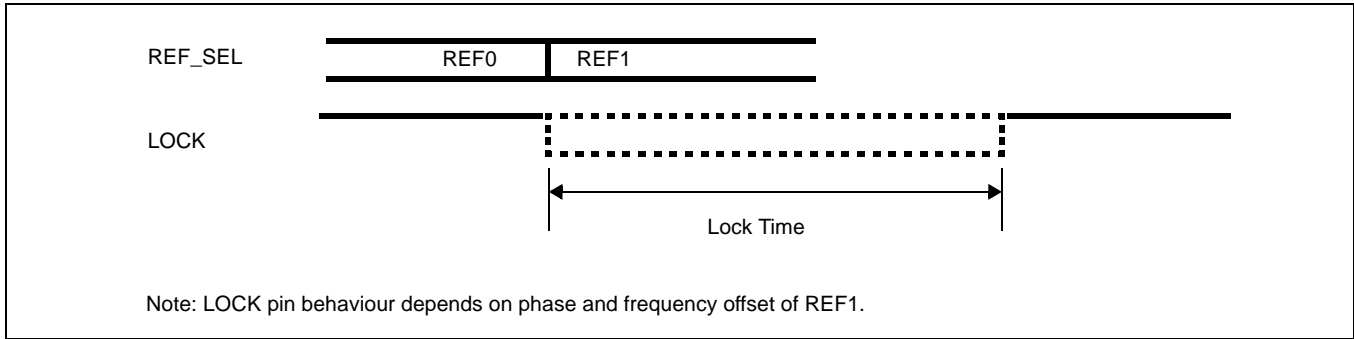 REF_SEL REF0 REF1
LOCK
Lock Time
Note: LOCK pin behaviour depends on phase and frequency offset of REF1.